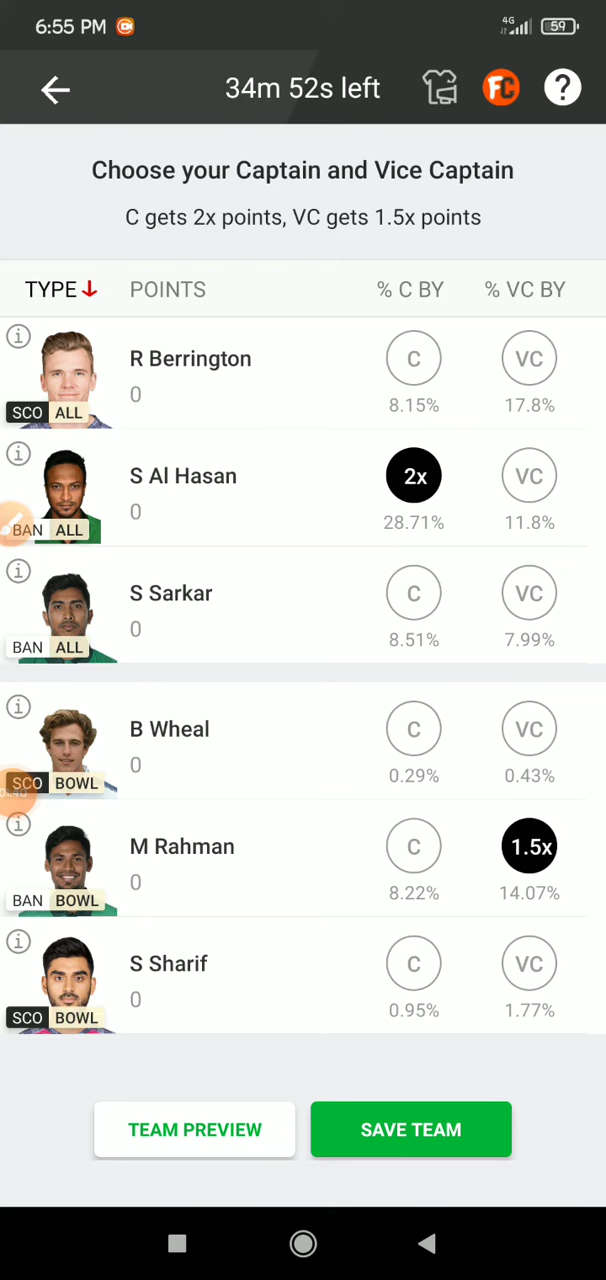 6:55 PM
4G
59
34m 52s left
FC
?
Choose your Captain and Vice Captain
C gets 2x points, VC gets 1.5x points
TYPE POINTS % C BY % VC BY
R Berrington
0
SCO ALL
C
8.15%
VC
17.8%
S Al Hasan
0
BAN ALL
2x
28.71%
VC
11.8%
S Sarkar
0
BAN ALL
C
8.51%
VC
7.99%
B Wheal
0
SCO BOWL
C
0.29%
VC
0.43%
M Rahman
0
BAN BOWL
C
8.22%
1.5x
14.07%
S Sharif
0
SCO BOWL
C
0.95%
VC
1.77%
TEAM PREVIEW
SAVE TEAM